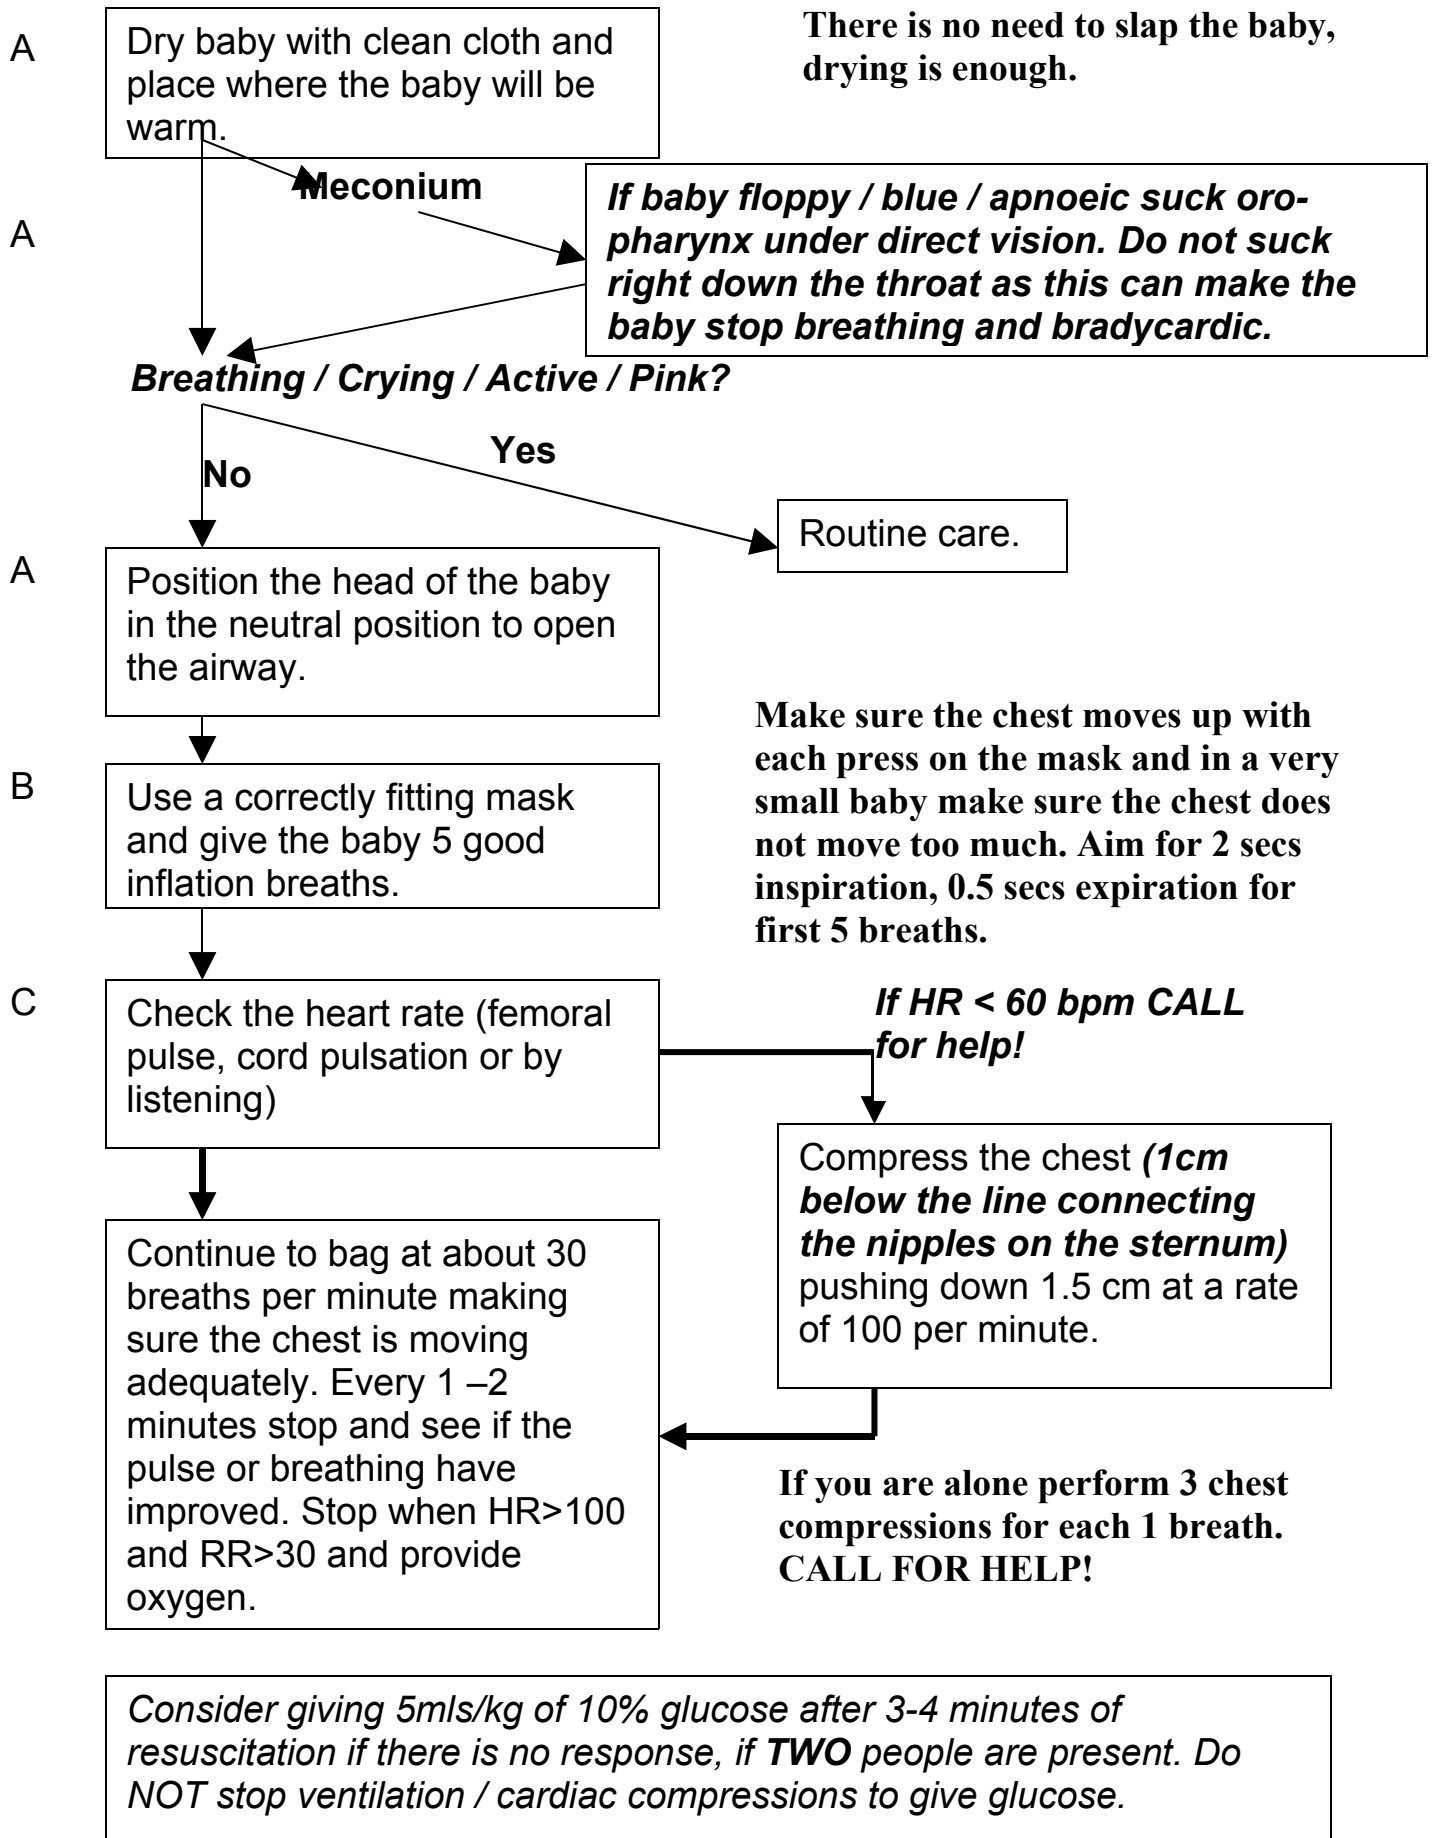 A
Dry baby with clean cloth and
place where the baby will be
warm.
There is no need to slap the baby,
drying is enough.
Meconium
A
If baby floppy / blue / apnoeic suck oro-
pharynx under direct vision. Do not suck
right down the throat as this can make the
baby stop breathing and bradycardic.
Breathing / Crying / Active / Pink?
No
Yes
Routine care.
A
Position the head of the baby
in the neutral position to open
the airway.
Make sure the chest moves up with
each press on the mask and in a very
small baby make sure the chest does
not move too much. Aim for 2 secs
inspiration, 0.5 secs expiration for
first 5 breaths.
B
Use a correctly fitting mask
and give the baby 5 good
inflation breaths.
C
Check the heart rate (femoral
pulse, cord pulsation or by
listening)
If HR < 60 bpm CALL
for help!
Compress the chest (1cm
below the line connecting
the nipples on the sternum)
pushing down 1.5 cm at a rate
of 100 per minute.
Continue to bag at about 30
breaths per minute making
sure the chest is moving
adequately. Every 1 –2
minutes stop and see if the
pulse or breathing have
improved. Stop when HR>100
and RR>30 and provide
oxygen.
If you are alone perform 3 chest
compressions for each 1 breath.
CALL FOR HELP!
Consider giving 5mls/kg of 10% glucose after 3-4 minutes of
resuscitation if there is no response, if TWO people are present. Do
NOT stop ventilation / cardiac compressions to give glucose.